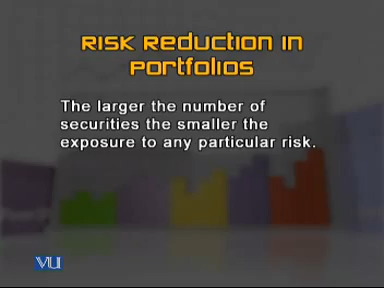 Risk Reduction in
Portfolios
The larger the number of
securities the smaller the
exposure to any particular risk.
VU